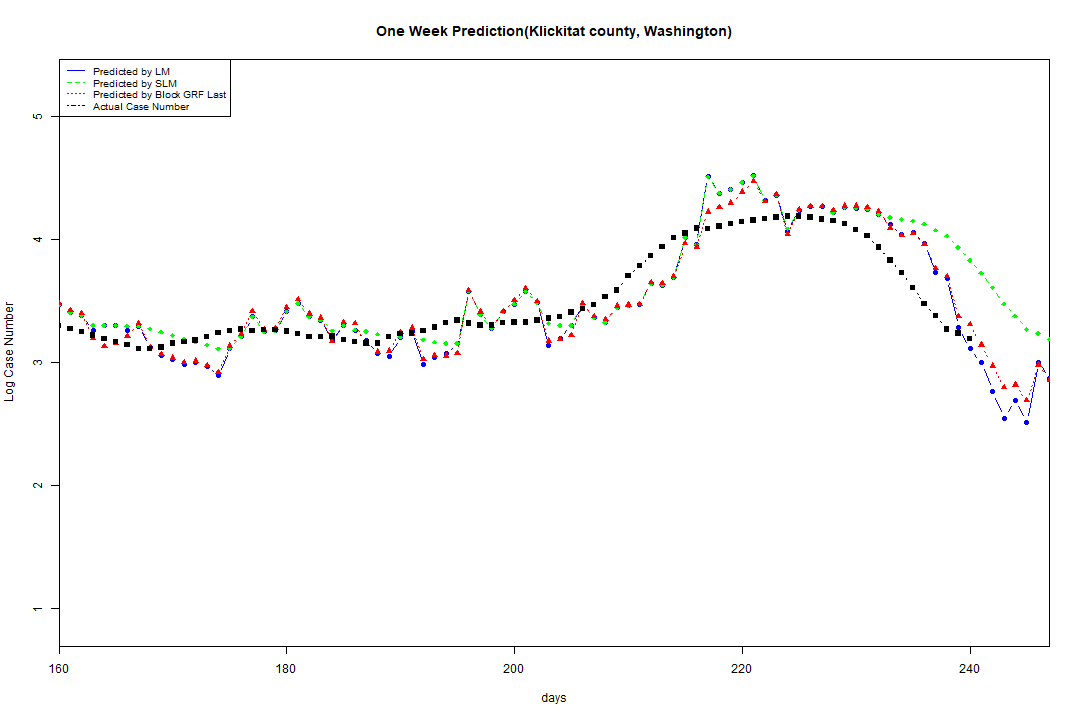 One Week Prediction(Klickitat county, Washington)
Predicted by LM
Predicted by SLM
Predicted by Block GRF Last
Actual Case Number
5
4
3
2
1
Log Case Number
160 180 200 220 240
days